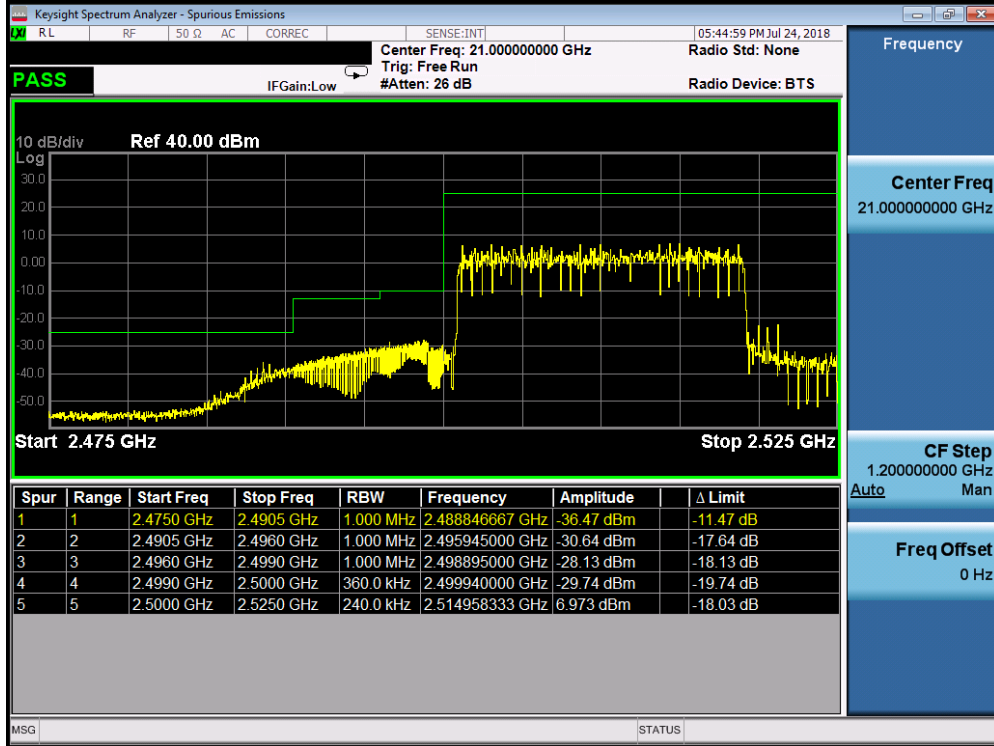 Keysight Spectrum Analyzer - Spurious Emissions
LXI RL RF 50 Ω AC CORREC SENSE:INT 05:44:59 PM Jul 24, 2018
Center Freq: 21.000000000 GHz Radio Std: None
Trig: Free Run
PASS IFGain:Low #Atten: 26 dB Radio Device: BTS
10 dB/div Ref 40.00 dBm
Log
30.0
20.0
10.0
0.00
-10.0
-20.0
-30.0
-40.0
-50.0
Start 2.475 GHz Stop 2.525 GHz
Spur Range Start Freq Stop Freq RBW Frequency Amplitude Δ Limit
1 1 2.4750 GHz 2.4905 GHz 1.000 MHz 2.488846667 GHz -36.47 dBm -11.47 dB
2 2 2.4905 GHz 2.4960 GHz 1.000 MHz 2.495945000 GHz -30.64 dBm -17.64 dB
3 3 2.4960 GHz 2.4990 GHz 1.000 MHz 2.498895000 GHz -28.13 dBm -18.13 dB
4 4 2.4990 GHz 2.5000 GHz 360.0 kHz 2.499940000 GHz -29.74 dBm -19.74 dB
5 5 2.5000 GHz 2.5250 GHz 240.0 kHz 2.514958333 GHz 6.973 dBm -18.03 dB
MSG STATUS
Frequency
Center Freq
21.000000000 GHz
CF Step
1.200000000 GHz
Auto Man
Freq Offset
0 Hz